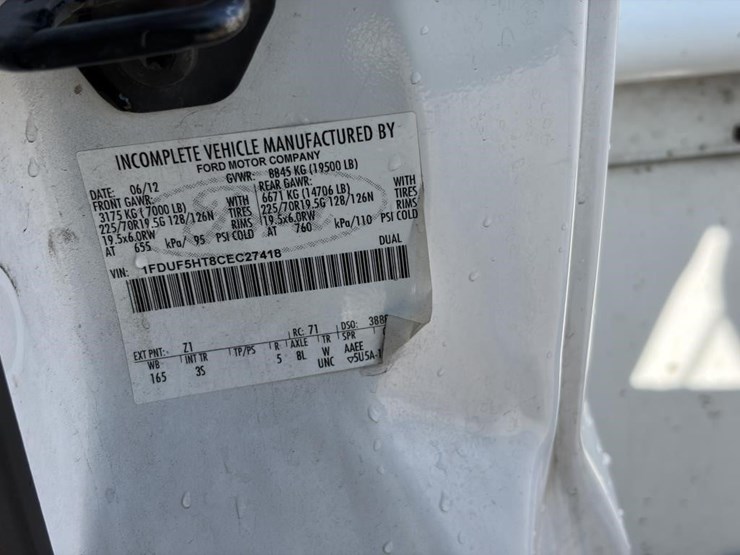 INCOMPLETE VEHICLE MANUFACTURED BY
FORD MOTOR COMPANY
DATE: 06/12 GVWR: 8845 KG (19500 LB)
FRONT GAWR: REAR GAWR:
3175 KG (7000 LB) WITH 6671 KG (14706 LB) WITH
225/70R19.5G 128/126N TIRES 225/70R19.5G 128/126N TIRES
19.5x6.0RW RIMS 19.5x6.0RW RIMS
AT 655 kPa/ 95 PSI COLD AT 760 kPa/110 PSI COLD
DUAL
VIN: 1FDUF5HT8CEC27418
EXT PNT: Z1 RC: 71 DSO: 388
WB INT TR TP/PS R AXLE TR SPR
165 3S 5 8L W AAEE
UNC 5U5A